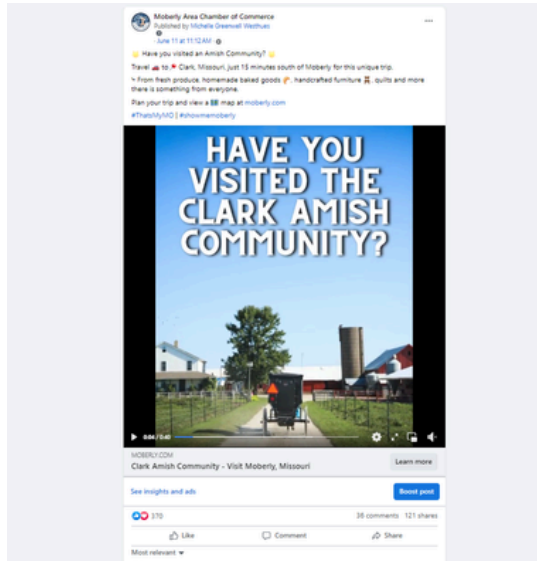 Moberly Area Chamber of Commerce
Published by Michelle Greenwell Westhues
June 11 at 11:12 AM
Have you visited an Amish Community?
Travel to Clark, Missouri, just 15 minutes south of Moberly for this unique trip.
From fresh produce, homemade baked goods, handcrafted furniture, quilts and more
there is something from everyone.
Plan your trip and view a map at moberly.com
#ThatsMyMO | #showmemoberly
HAVE YOU
VISITED THE
CLARK AMISH
COMMUNITY?
0:04 / 0:40
MOBERLY.COM
Clark Amish Community - Visit Moberly, Missouri
Learn more
See insights and ads
Boost post
370
36 comments 121 shares
Like
Comment
Share
Most relevant